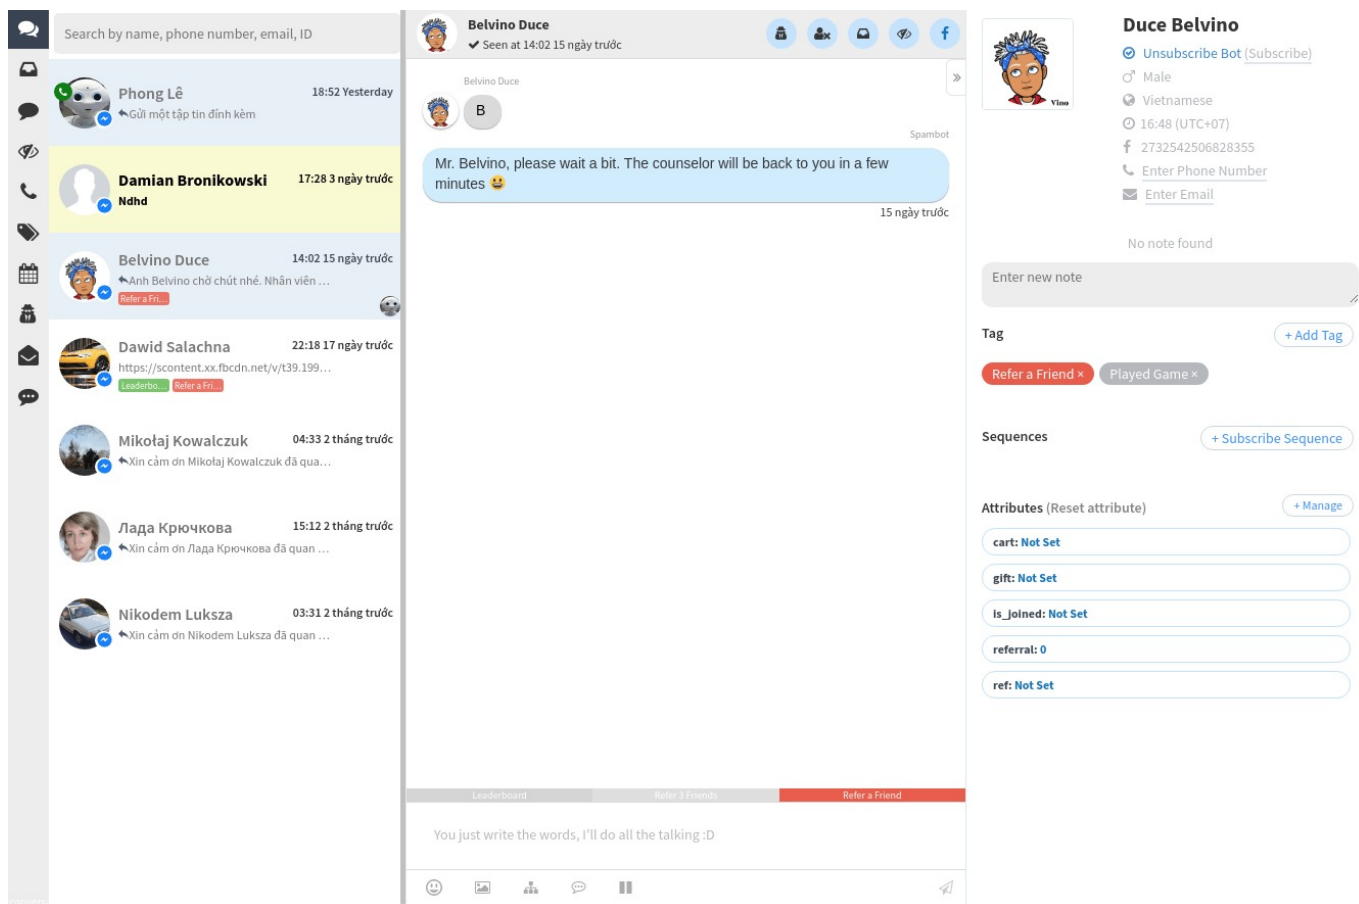 Search by name, phone number, email, ID
Phong Lê
18:52 Yesterday
Gửi một tập tin đính kèm
Damian Bronikowski
17:28 3 ngày trước
Ndhd
Belvino Duce
14:02 15 ngày trước
Anh Belvino chờ chút nhé. Nhân viên ...
Refer a Fri...
Dawid Salachna
22:18 17 ngày trước
https://scontent.xx.fbcdn.net/v/t39.199...
Leaderbo...
Refer a Fri...
Mikołaj Kowalczuk
04:33 2 tháng trước
Xin cảm ơn Mikołaj Kowalczuk đã qua...
Лада Крючкова
15:12 2 tháng trước
Xin cảm ơn Лада Крючкова đã quan ...
Nikodem Luksza
03:31 2 tháng trước
Xin cảm ơn Nikodem Luksza đã quan ...
Belvino Duce
Seen at 14:02 15 ngày trước
Belvino Duce
B
Spambot
Mr. Belvino, please wait a bit. The counselor will be back to you in a few
minutes 😀
15 ngày trước
Leaderboard
Refer 3 Friends
Refer a Friend
You just write the words, I'll do all the talking :D
Vino
Duce Belvino
Unsubscribe Bot (Subscribe)
Male
Vietnamese
16:48 (UTC+07)
2732542506828355
Enter Phone Number
Enter Email
No note found
Enter new note
Tag
+ Add Tag
Refer a Friend ×
Played Game ×
Sequences
+ Subscribe Sequence
Attributes (Reset attribute)
+ Manage
cart: Not Set
gift: Not Set
is_joined: Not Set
referral: 0
ref: Not Set